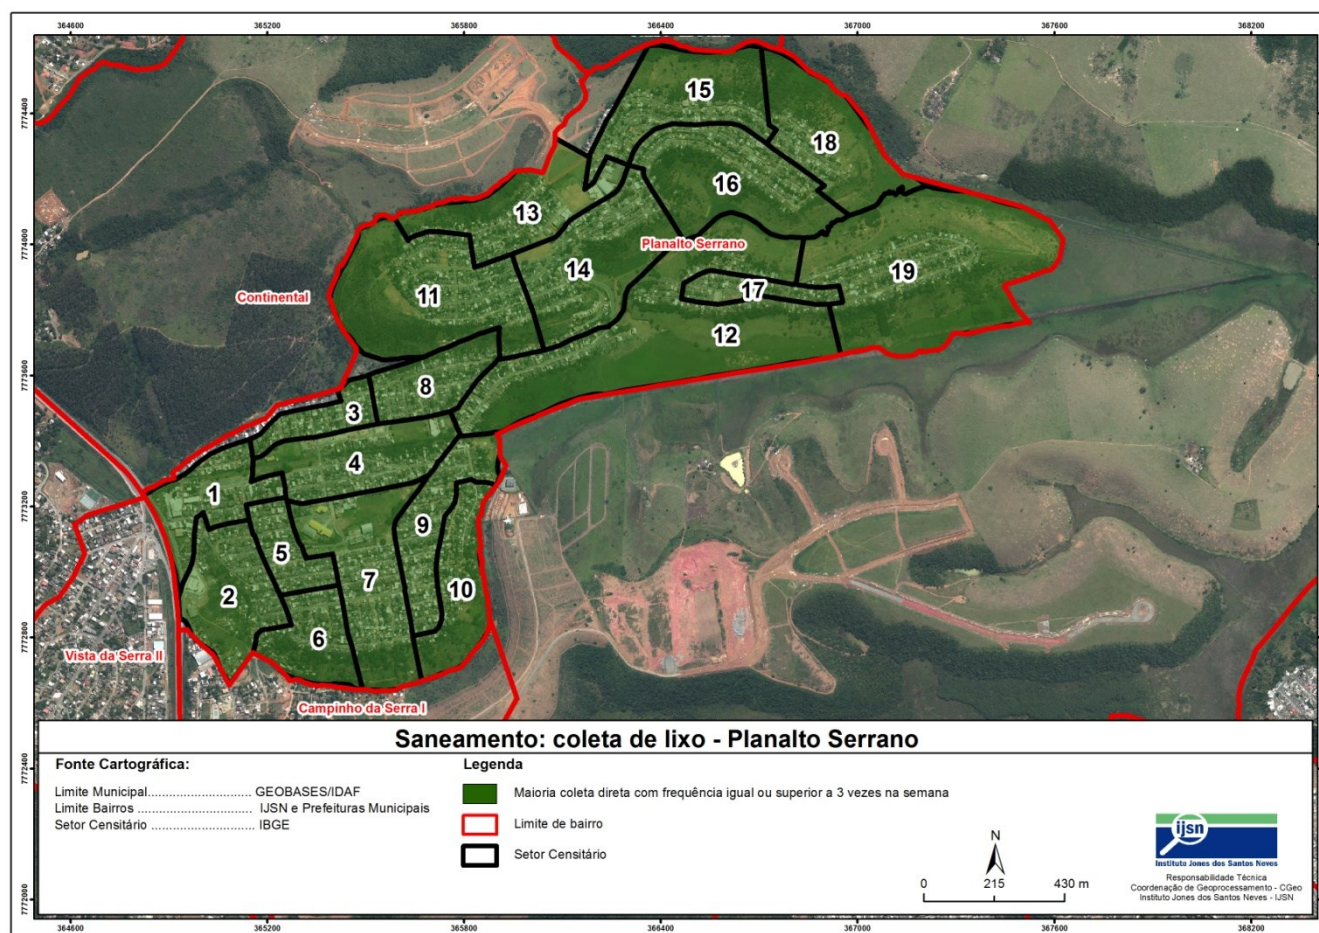 364600 365200 365800 366400 367000 367600 368200
7774400
7774000
7773600
7773200
7772800
7772400
7772000
15
18
16
13
Planalto Serrano
14
19
11
Continental
17
12
8
3
4
1
9
5
7
10
2
6
Vista da Serra II
Campinho da Serra I
Saneamento: coleta de lixo - Planalto Serrano
Fonte Cartográfica:
Limite Municipal............................. GEOBASES/IDAF
Limite Bairros ................................. IJSN e Prefeituras Municipais
Setor Censitário .............................. IBGE
Legenda
Maioria coleta direta com frequência igual ou superior a 3 vezes na semana
Limite de bairro
Setor Censitário
N
0 215 430 m
ijsn
Instituto Jones dos Santos Neves
Responsabilidade Técnica
Coordenação de Geoprocessamento - CGeo
Instituto Jones dos Santos Neves - IJSN
364600 365200 365800 366400 367000 367600 368200